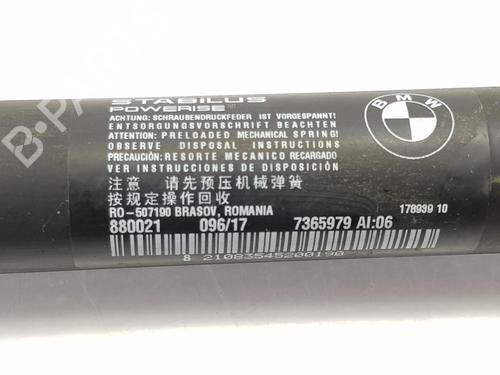 STABILUS
POWERISE
ACHTUNG: SCHRAUBENDRUCKFEDER IST VORGESPANNT!
ENTSORGUNGSVORSCHRIFT BEACHTEN
ATTENTION: PRELOADED MECHANICAL SPRING!
OBSERVE DISPOSAL INSTRUCTIONS
PRECAUCIÓN: RESORTE MECANICO RECARGADO
VER INSTRUCCIONES DE DISPOSICIÓN
注意 请先预压机械弹簧
按规定操作回收
RO-507190 BRASOV, ROMANIA
880021 096/17 7365979 AI:06
178939 10
8 21083545200190
BMW
B-PARTS